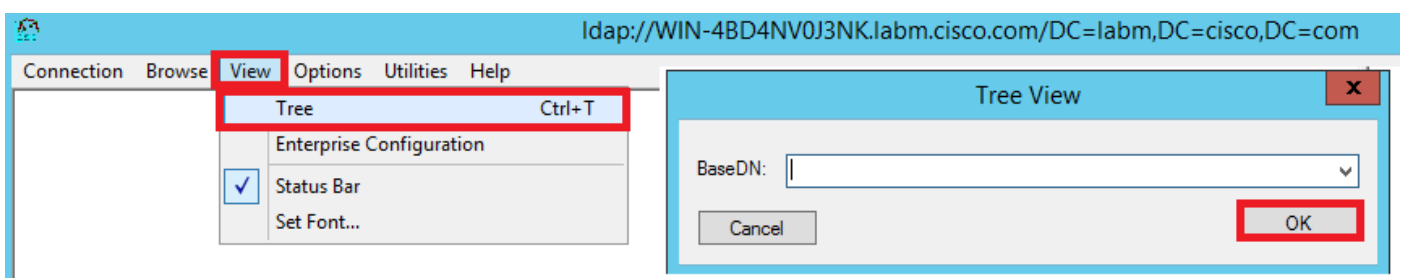 ldap://WIN-4BD4NV0J3NK.labm.cisco.com/DC=labm,DC=cisco,DC=com
Connection Browse View Options Utilities Help
Tree Ctrl+T
Enterprise Configuration
Status Bar
Set Font...
Tree View
x
BaseDN:
Cancel
OK